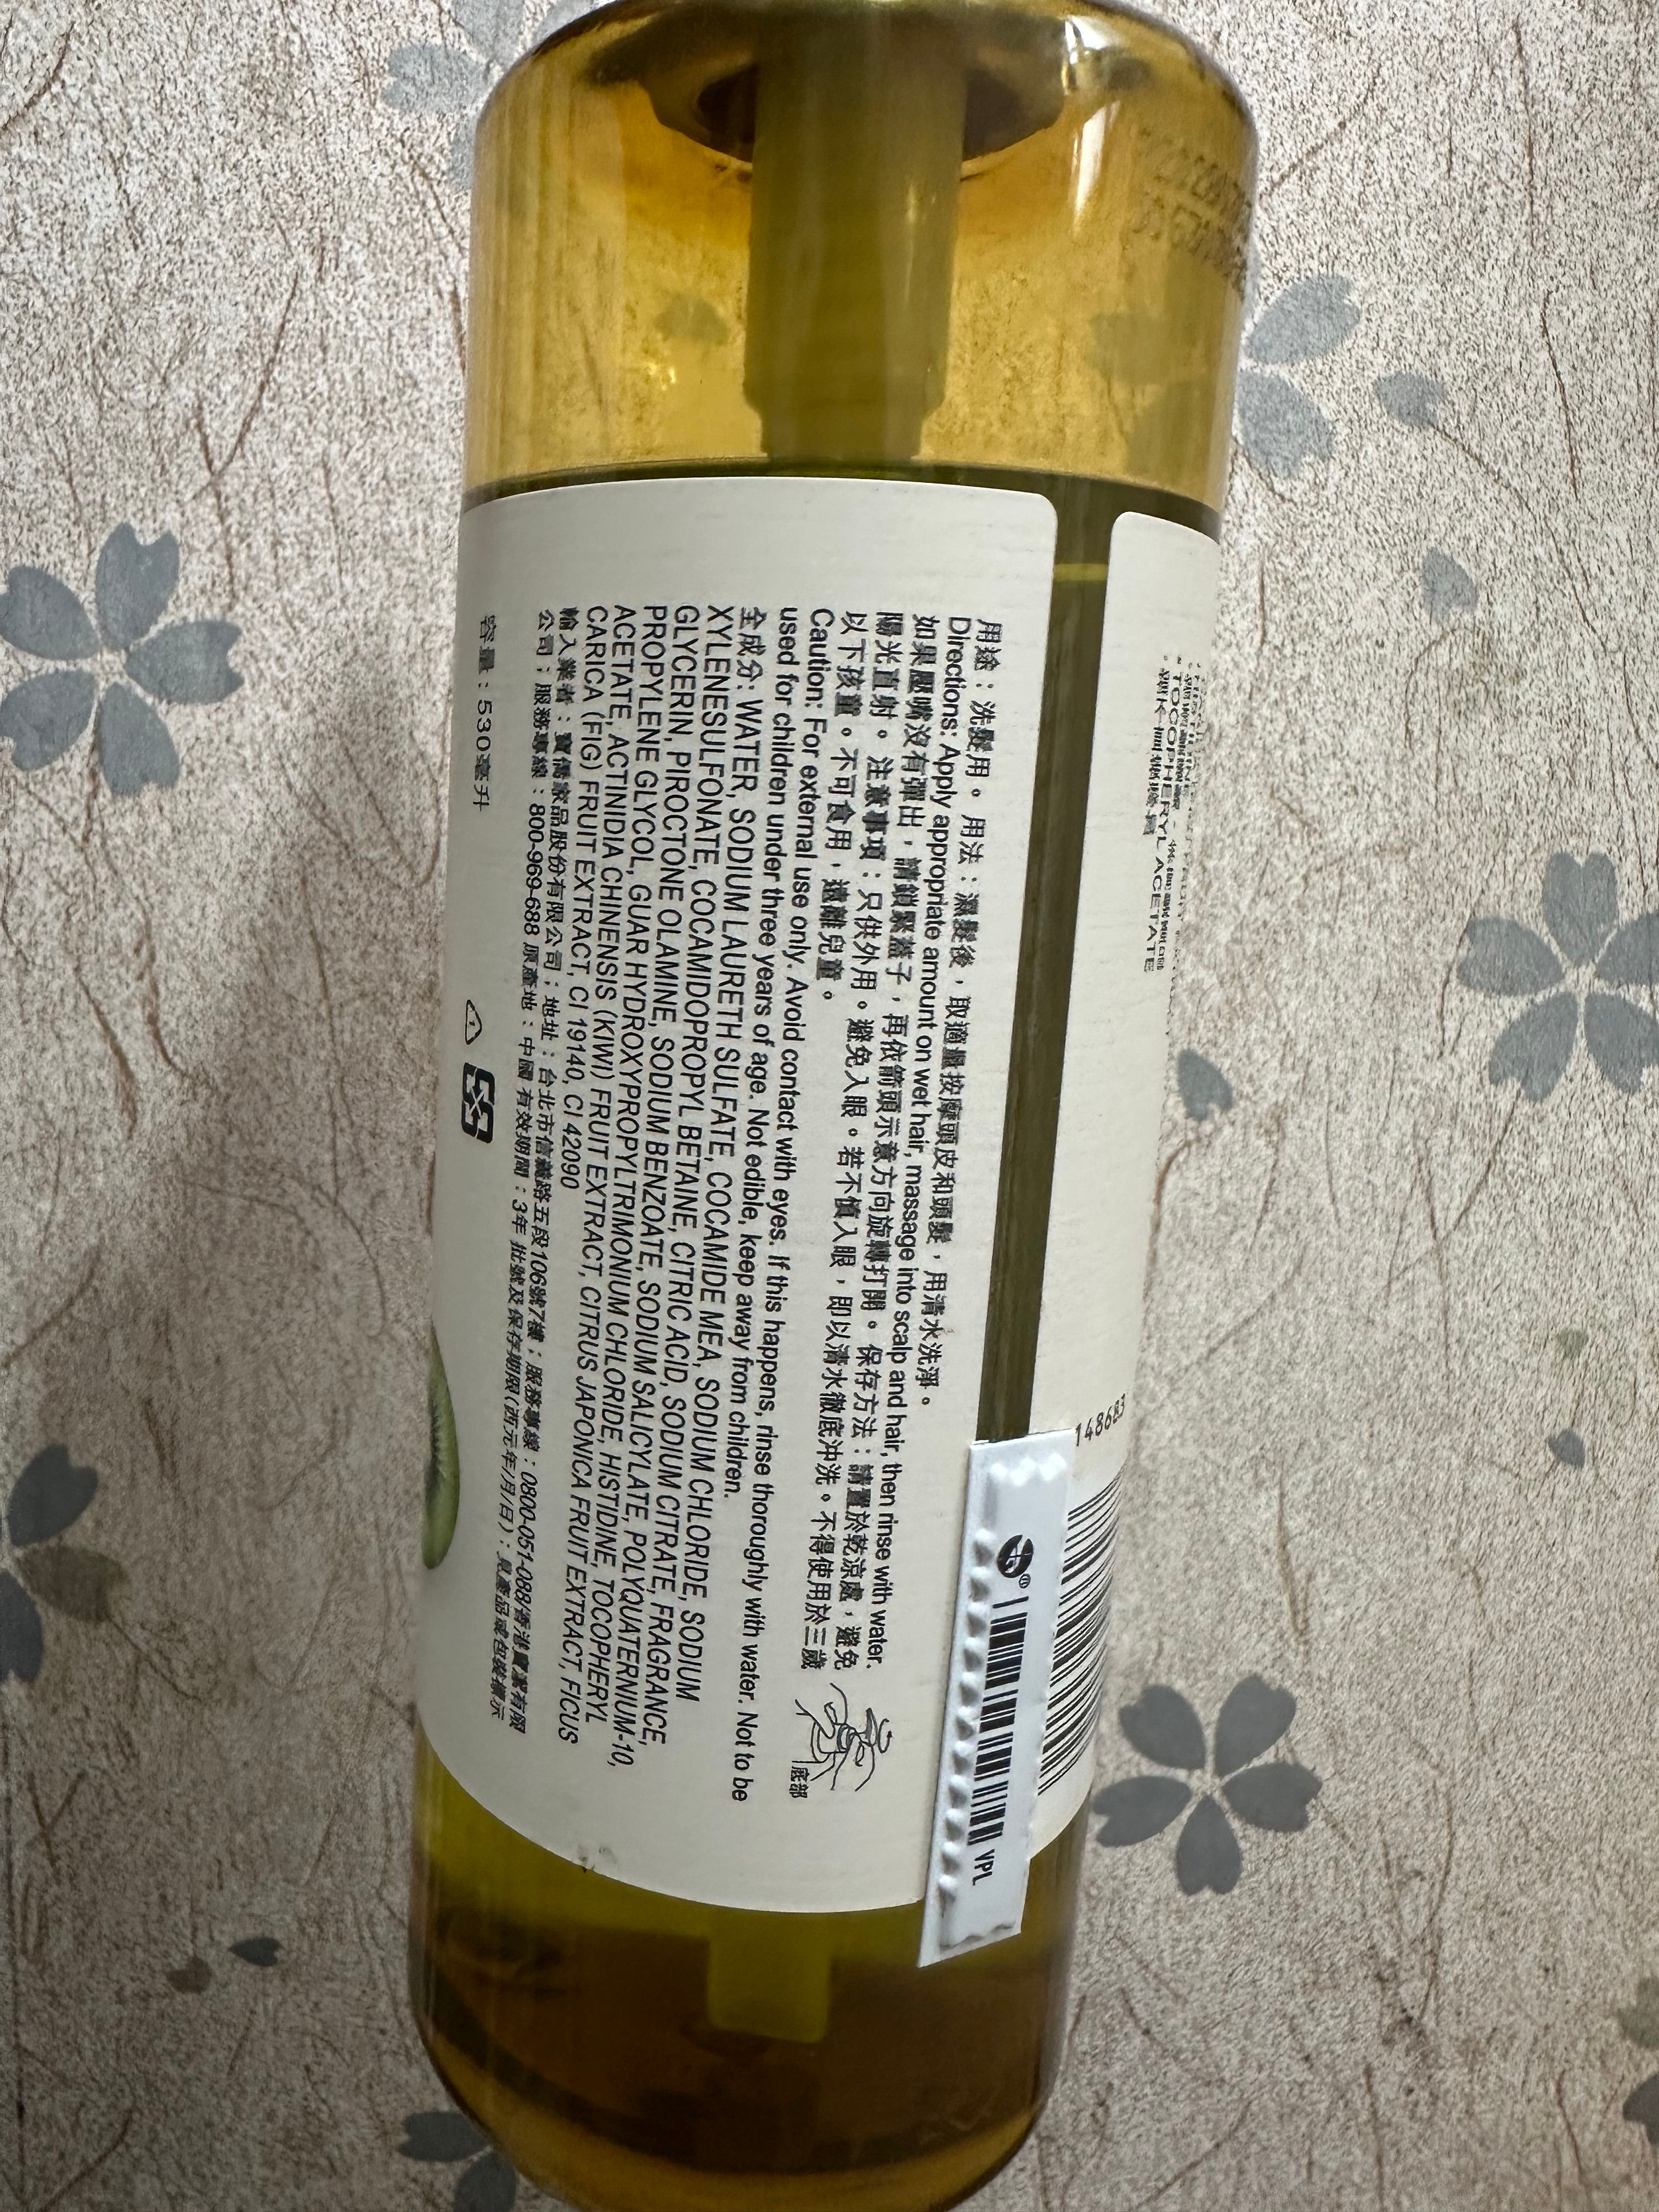 用途：洗髮用。 用法：濕髮後，取適量按摩頭皮和頭髮，用清水洗淨。
Directions: Apply appropriate amount on wet hair, massage into scalp and hair, then rinse with water.
如果壓嘴沒有彈出，請鎖緊蓋子，再依箭頭示意方向旋轉打開。 保存方法：請置於乾涼處，避免
陽光直射。 注意事項：只供外用。避免入眼。若不慎入眼，即以清水徹底沖洗。不得使用於三歲
以下孩童。不可食用，遠離兒童。
Caution: For external use only. Avoid contact with eyes. If this happens, rinse thoroughly with water. Not to be
used for children under three years of age. Not edible, keep away from children.
全成分: WATER, SODIUM LAURETH SULFATE, COCAMIDE MEA, SODIUM CHLORIDE, SODIUM
XYLENESULFONATE, COCAMIDOPROPYL BETAINE, CITRIC ACID, SODIUM CITRATE, FRAGRANCE,
GLYCERIN, PIROCTONE OLAMINE, SODIUM BENZOATE, SODIUM SALICYLATE, POLYQUATERNIUM-10,
PROPYLENE GLYCOL, GUAR HYDROXYPROPYLTRIMONIUM CHLORIDE, HISTIDINE, TOCOPHERYL
ACETATE, ACTINIDIA CHINENSIS (KIWI) FRUIT EXTRACT, CITRUS JAPONICA FRUIT EXTRACT, FICUS
CARICA (FIG) FRUIT EXTRACT, CI 19140, CI 42090
輸入業者：寶僑家品股份有限公司；地址：台北市信義路五段106號7樓；服務專線：0800-051-088/香港寶潔有限
公司；服務專線：800-969-688 原產地：中國 有效期間：3年 批號及保存期限(西元年/月/日)：見產品或包裝標示
容量：530毫升
底部
TOCOPHERYL ACETATE
148683
VPL